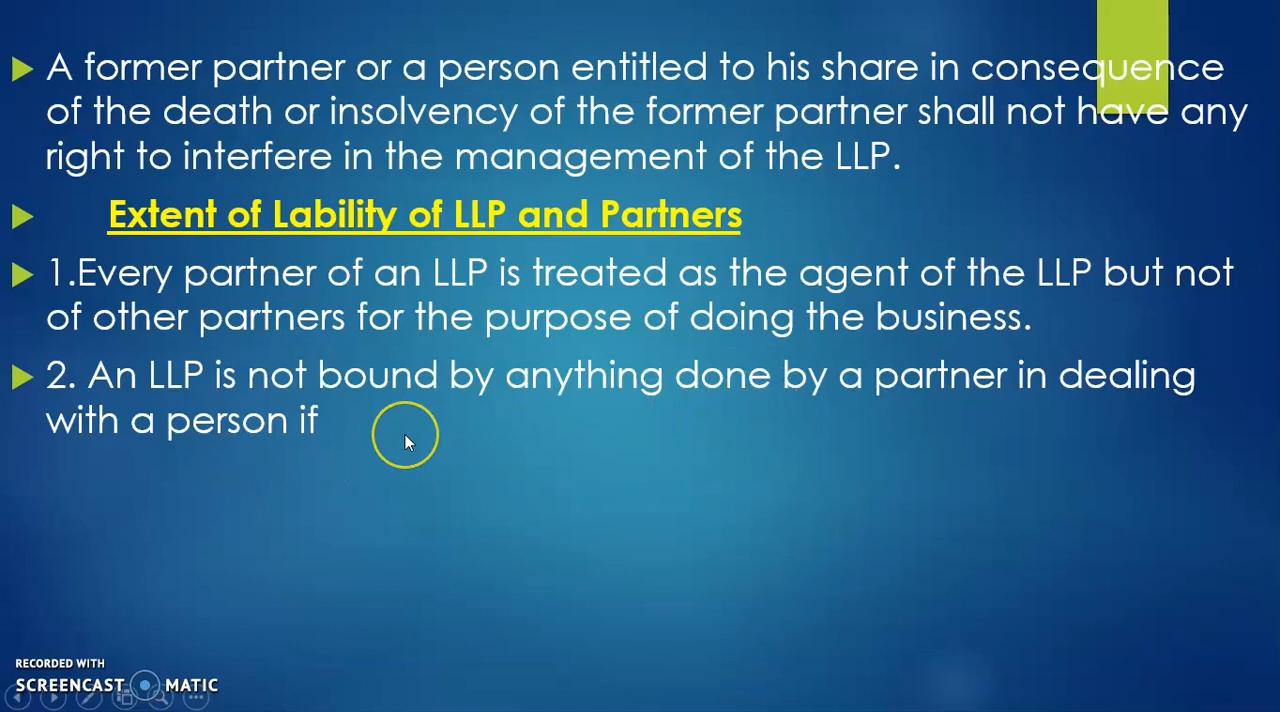 A former partner or a person entitled to his share in consequence
of the death or insolvency of the former partner shall not have any
right to interfere in the management of the LLP.
Extent of Lability of LLP and Partners
1.Every partner of an LLP is treated as the agent of the LLP but not
of other partners for the purpose of doing the business.
2. An LLP is not bound by anything done by a partner in dealing
with a person if
RECORDED WITH
SCREENCAST MATIC